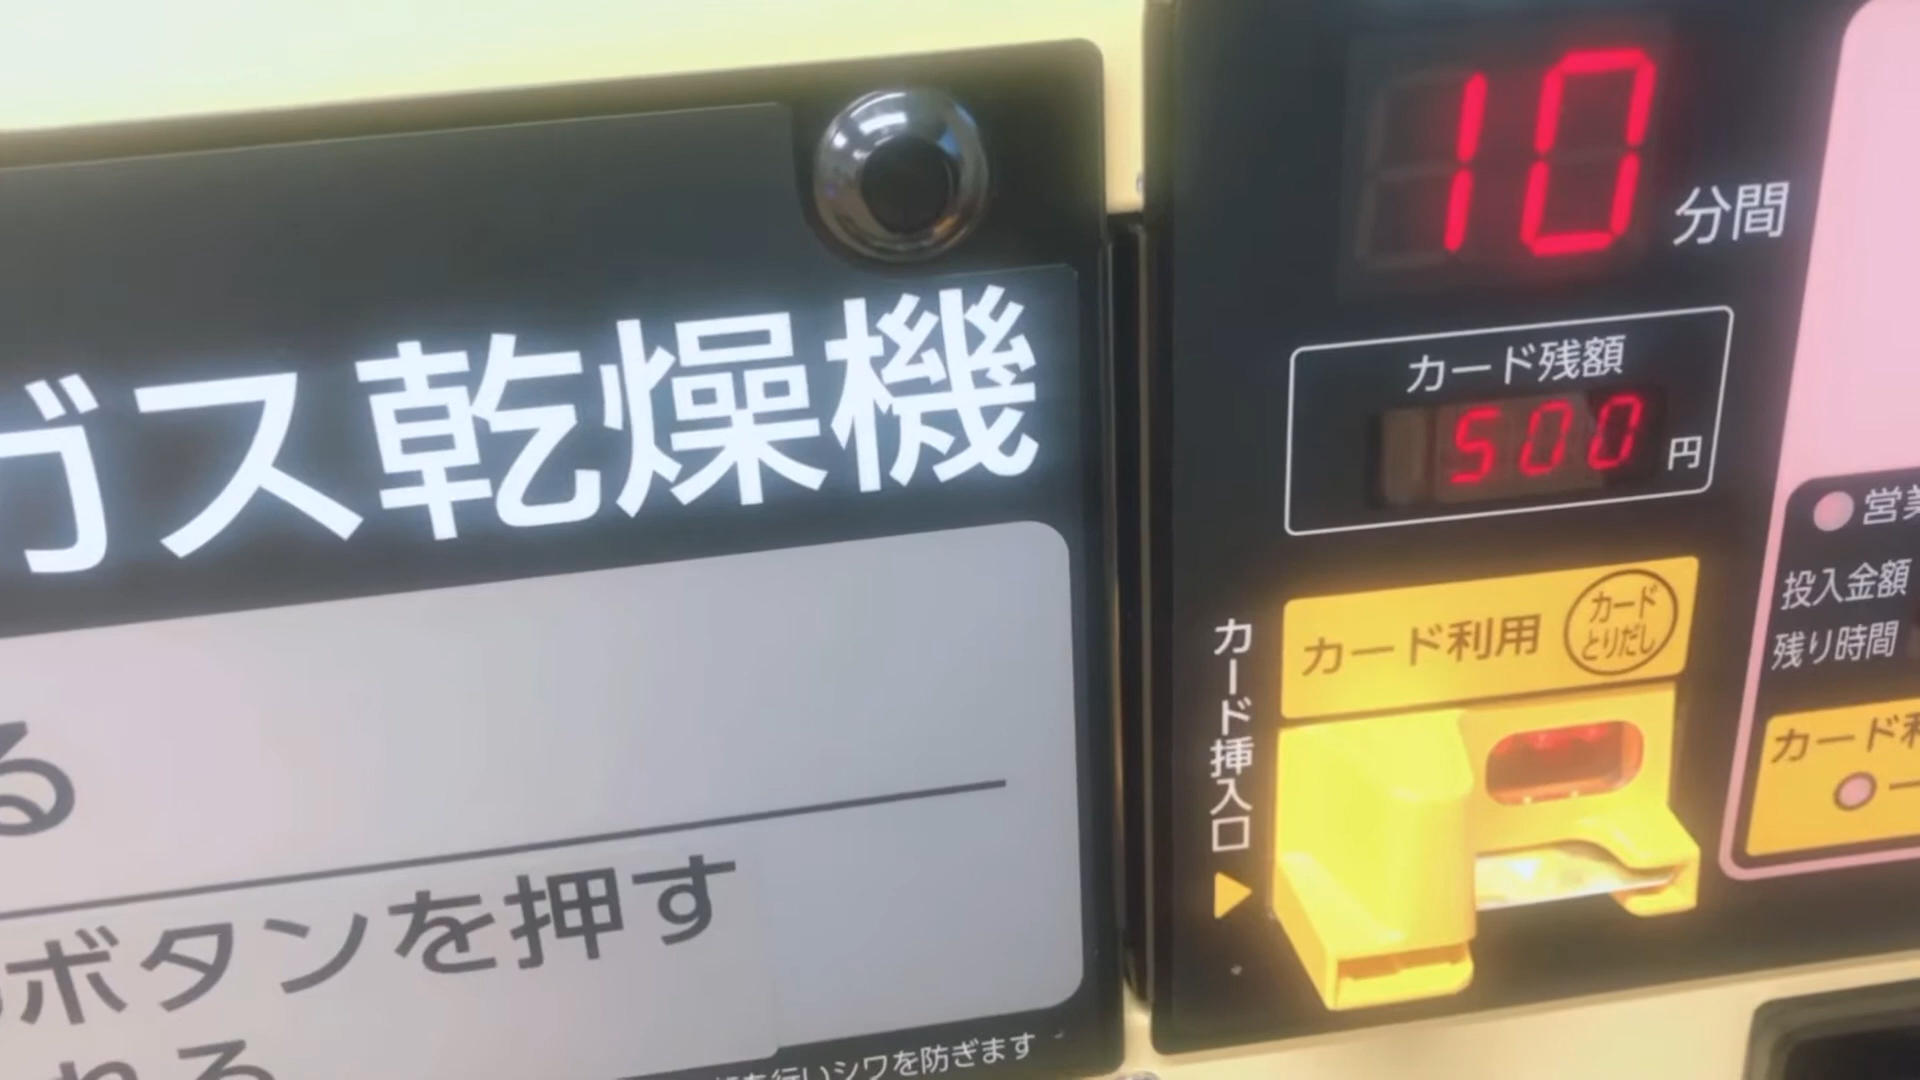 ガス乾燥機
る
ボタンを押す
れる
行いシワを防ぎます
10 分間
カード残額
500 円
カード利用
カード
とりだし
カード挿入口
▶
営業
投入金額
残り時間
カード利